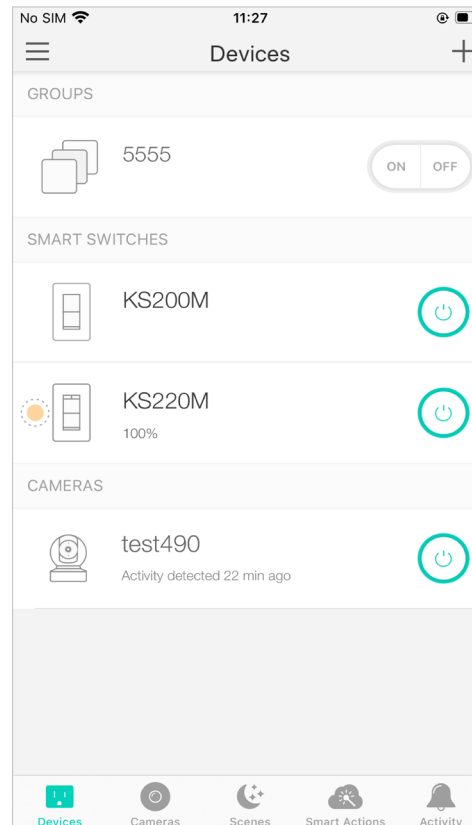 No SIM 11:27
Devices
GROUPS
5555
ON OFF
SMART SWITCHES
KS200M
KS220M
100%
CAMERAS
test490
Activity detected 22 min ago
Devices Cameras Scenes Smart Actions Activity